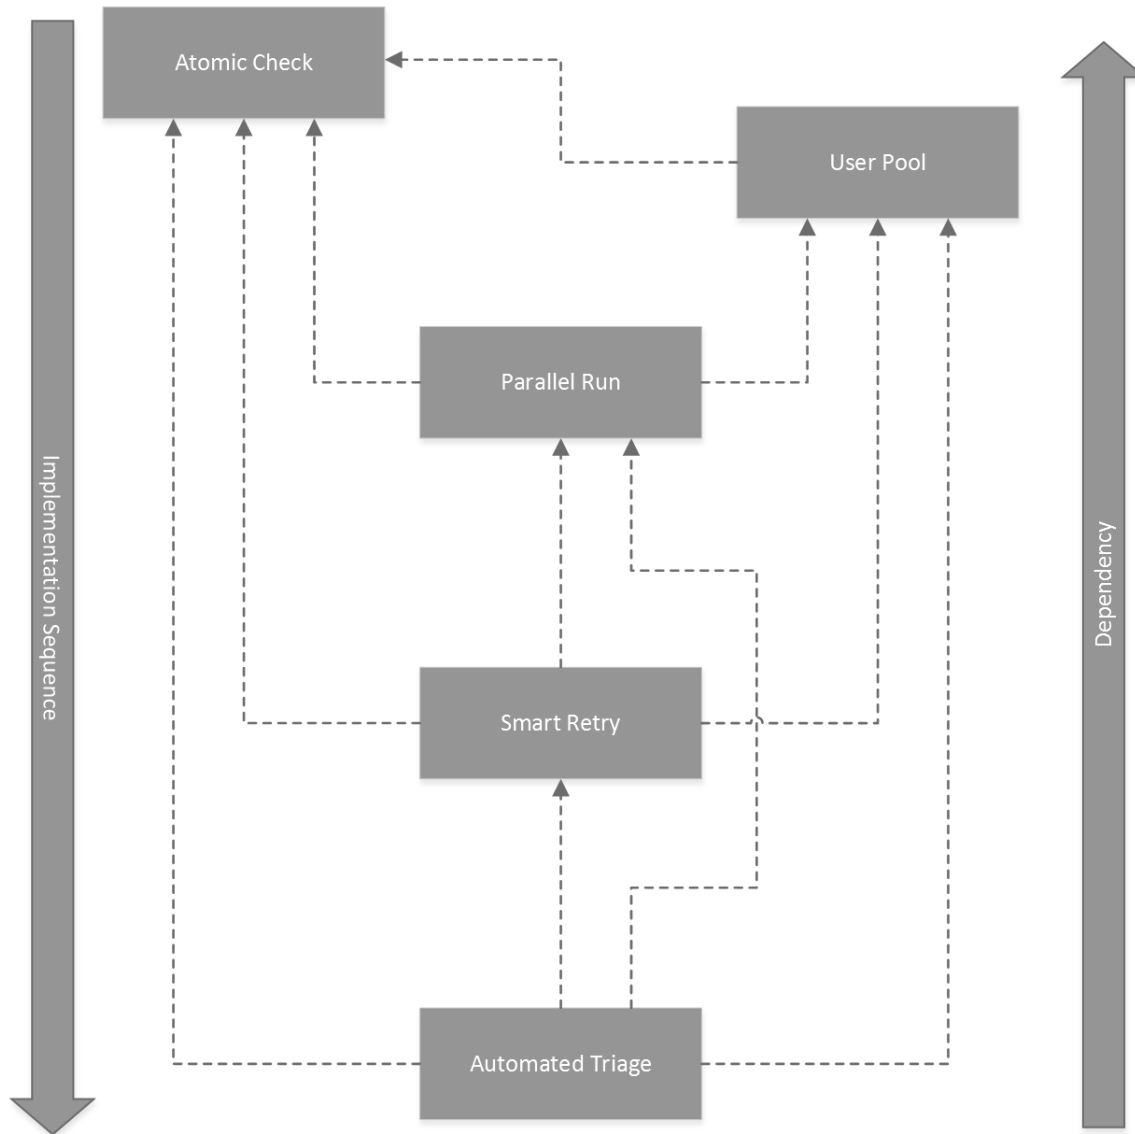 Atomic Check
User Pool
Parallel Run
Implementation Sequence
Dependency
Smart Retry
Automated Triage